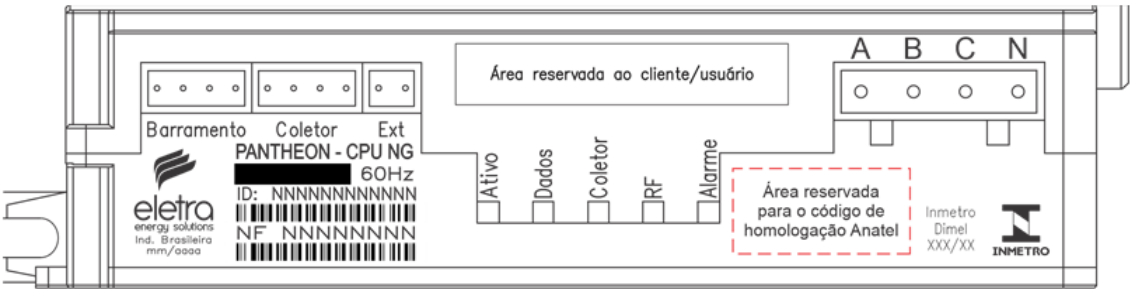 A B C N
Área reservada ao cliente/usuário
Barramento Coletor Ext
PANTHEON - CPU NG
60Hz
ID: NNNNNNNNNNNN
NF NNNNNNNN
eletra
energy solutions
Ind. Brasileira
mm/aaaa
Ativo
Dados
Coletor
RF
Alarme
Área reservada
para o código de
homologação Anatel
Inmetro
Dimel
XXX/XX
INMETRO